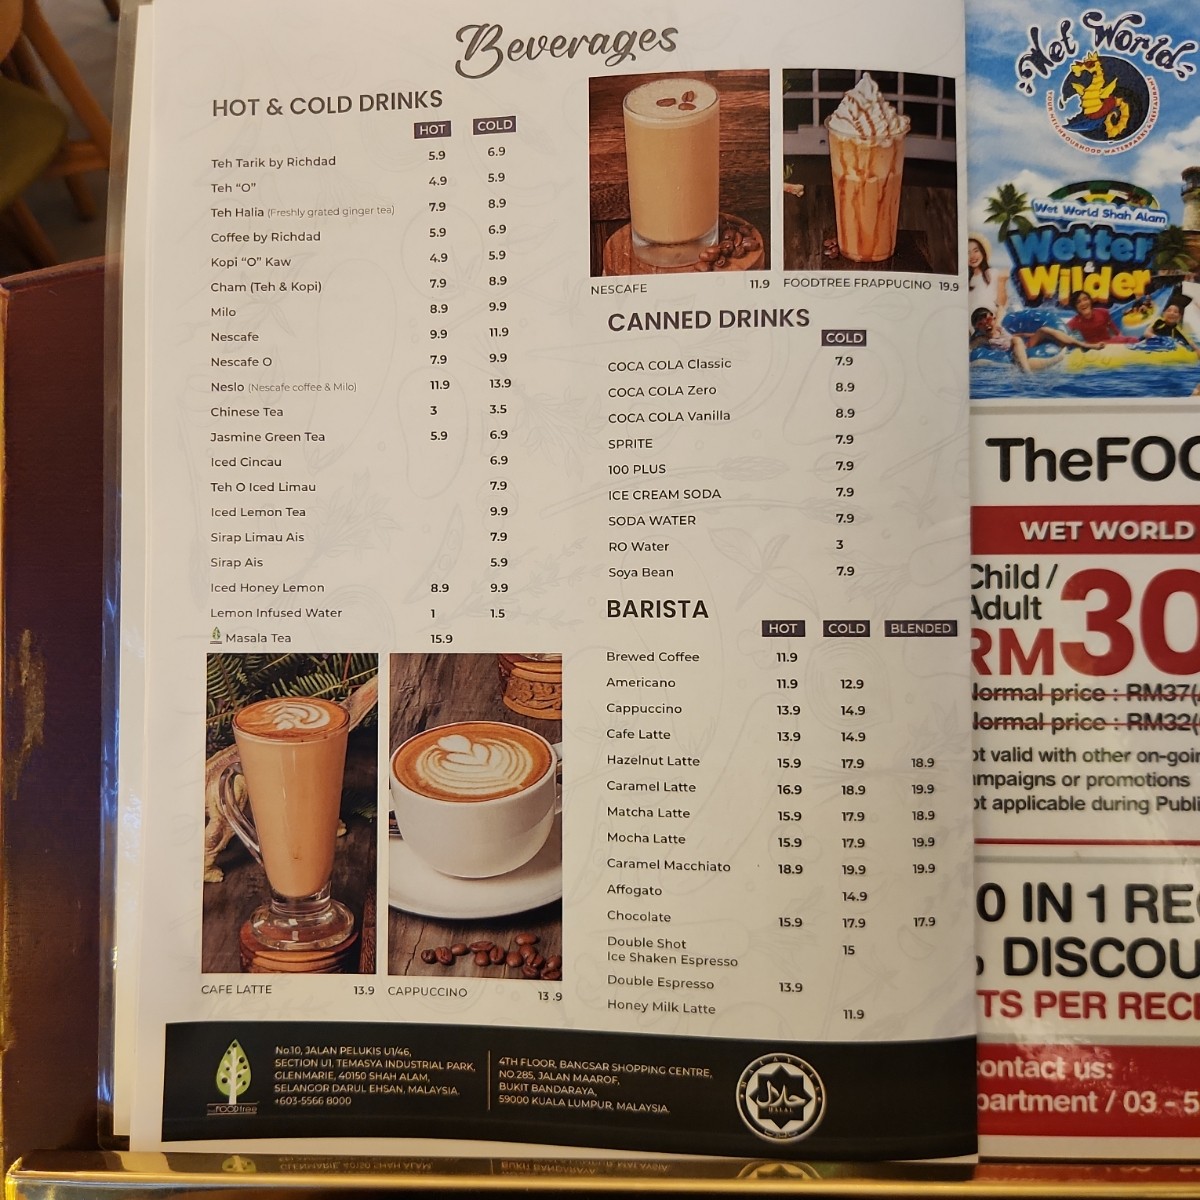 Beverages
HOT & COLD DRINKS
HOT COLD
Teh Tarik by Richdad 5.9 6.9
Teh “O” 4.9 5.9
Teh Halia (Freshly grated ginger tea) 7.9 8.9
Coffee by Richdad 5.9 6.9
Kopi “O” Kaw 4.9 5.9
Cham (Teh & Kopi) 7.9 8.9
Milo 8.9 9.9
Nescafe 9.9 11.9
Nescafe O 7.9 9.9
Neslo (Nescafe coffee & Milo) 11.9 13.9
Chinese Tea 3 3.5
Jasmine Green Tea 5.9 6.9
Iced Cincau 6.9
Teh O Iced Limau 7.9
Iced Lemon Tea 9.9
Sirap Limau Ais 7.9
Sirap Ais 5.9
Iced Honey Lemon 8.9 9.9
Lemon Infused Water 1 1.5
Masala Tea 15.9
CAFE LATTE 13.9
CAPPUCCINO 13 .9
NESCAFE 11.9
FOODTREE FRAPPUCINO 19.9
CANNED DRINKS
COLD
COCA COLA Classic 7.9
COCA COLA Zero 8.9
COCA COLA Vanilla 8.9
SPRITE 7.9
100 PLUS 7.9
ICE CREAM SODA 7.9
SODA WATER 7.9
RO Water 3
Soya Bean 7.9
BARISTA
HOT COLD BLENDED
Brewed Coffee 11.9
Americano 11.9 12.9
Cappuccino 13.9 14.9
Cafe Latte 13.9 14.9
Hazelnut Latte 15.9 17.9 18.9
Caramel Latte 16.9 18.9 19.9
Matcha Latte 15.9 17.9 18.9
Mocha Latte 15.9 17.9 19.9
Caramel Macchiato 18.9 19.9 19.9
Affogato 14.9
Chocolate 15.9 17.9 17.9
Double Shot
Ice Shaken Espresso 15
Double Espresso 13.9
Honey Milk Latte 11.9
FOODtree
No.10, JALAN PELUKIS U1/46,
SECTION U1, TEMASYA INDUSTRIAL PARK,
GLENMARIE, 40150 SHAH ALAM,
SELANGOR DARUL EHSAN, MALAYSIA.
+603-5566 8000
4TH FLOOR, BANGSAR SHOPPING CENTRE,
NO.285, JALAN MAAROF,
BUKIT BANDARAYA,
59000 KUALA LUMPUR, MALAYSIA.
حلال
HALAL
Wet World
YOUR NEIGHBOURHOOD WATERPARKS & RESTAURANT
Wet World Shah Alam
Wetter
&
Wilder
TheFOO
WET WORLD
Child /
Adult
RM30
Normal price : RM37(
Normal price : RM32(
ot valid with other on-goin
ampaigns or promotions
ot applicable during Publi
0 IN 1 REC
% DISCOU
TS PER RECE
contact us:
partment / 03 - 5